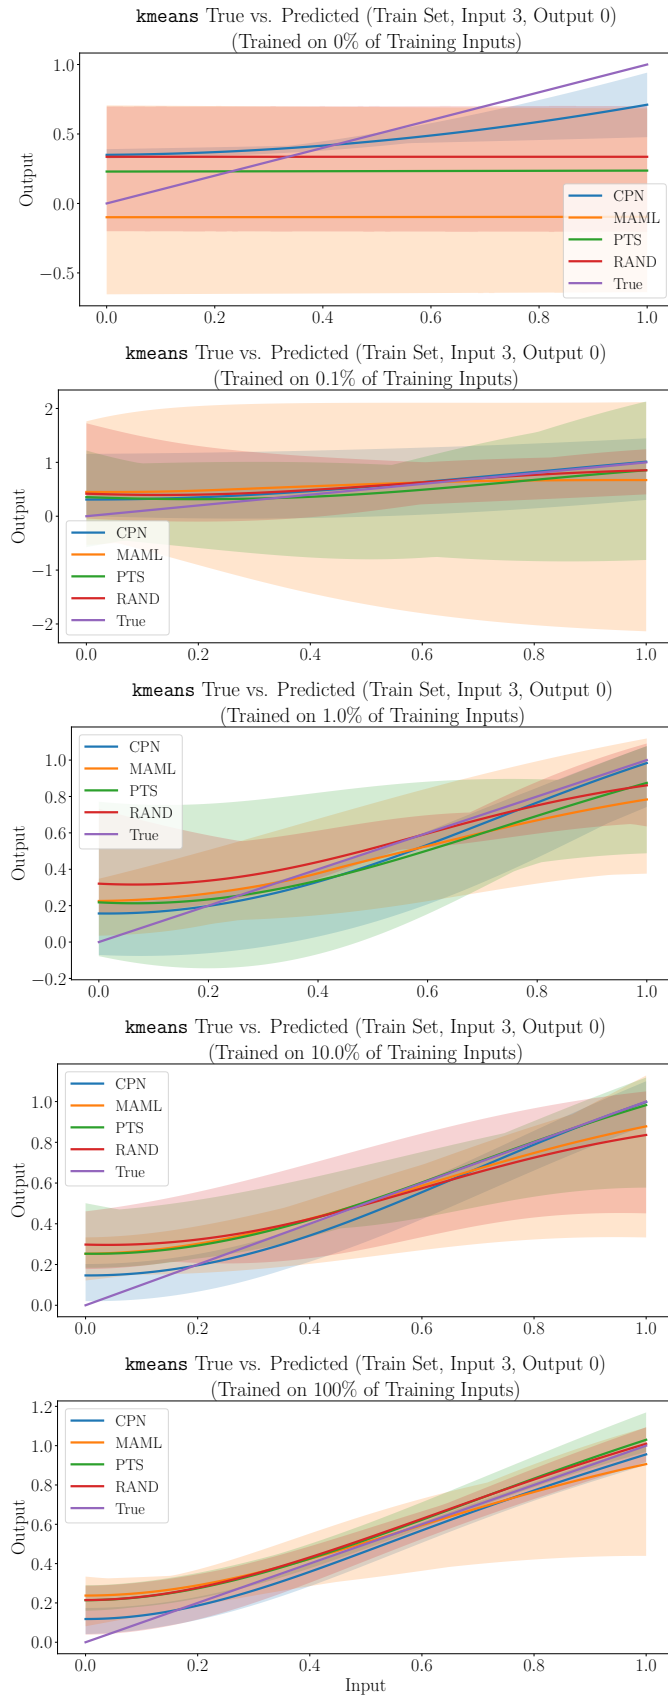 kmeans True vs. Predicted (Train Set, Input 3, Output 0)
(Trained on 0% of Training Inputs)
1.0
0.5
0.0
−0.5
Output
CPN
MAML
PTS
RAND
True
0.0 0.2 0.4 0.6 0.8 1.0
kmeans True vs. Predicted (Train Set, Input 3, Output 0)
(Trained on 0.1% of Training Inputs)
2
1
0
−1
−2
Output
CPN
MAML
PTS
RAND
True
0.0 0.2 0.4 0.6 0.8 1.0
kmeans True vs. Predicted (Train Set, Input 3, Output 0)
(Trained on 1.0% of Training Inputs)
1.0
0.8
0.6
0.4
0.2
0.0
−0.2
Output
CPN
MAML
PTS
RAND
True
0.0 0.2 0.4 0.6 0.8 1.0
kmeans True vs. Predicted (Train Set, Input 3, Output 0)
(Trained on 10.0% of Training Inputs)
1.0
0.8
0.6
0.4
0.2
0.0
Output
CPN
MAML
PTS
RAND
True
0.0 0.2 0.4 0.6 0.8 1.0
kmeans True vs. Predicted (Train Set, Input 3, Output 0)
(Trained on 100% of Training Inputs)
1.2
1.0
0.8
0.6
0.4
0.2
0.0
Output
CPN
MAML
PTS
RAND
True
0.0 0.2 0.4 0.6 0.8 1.0
Input